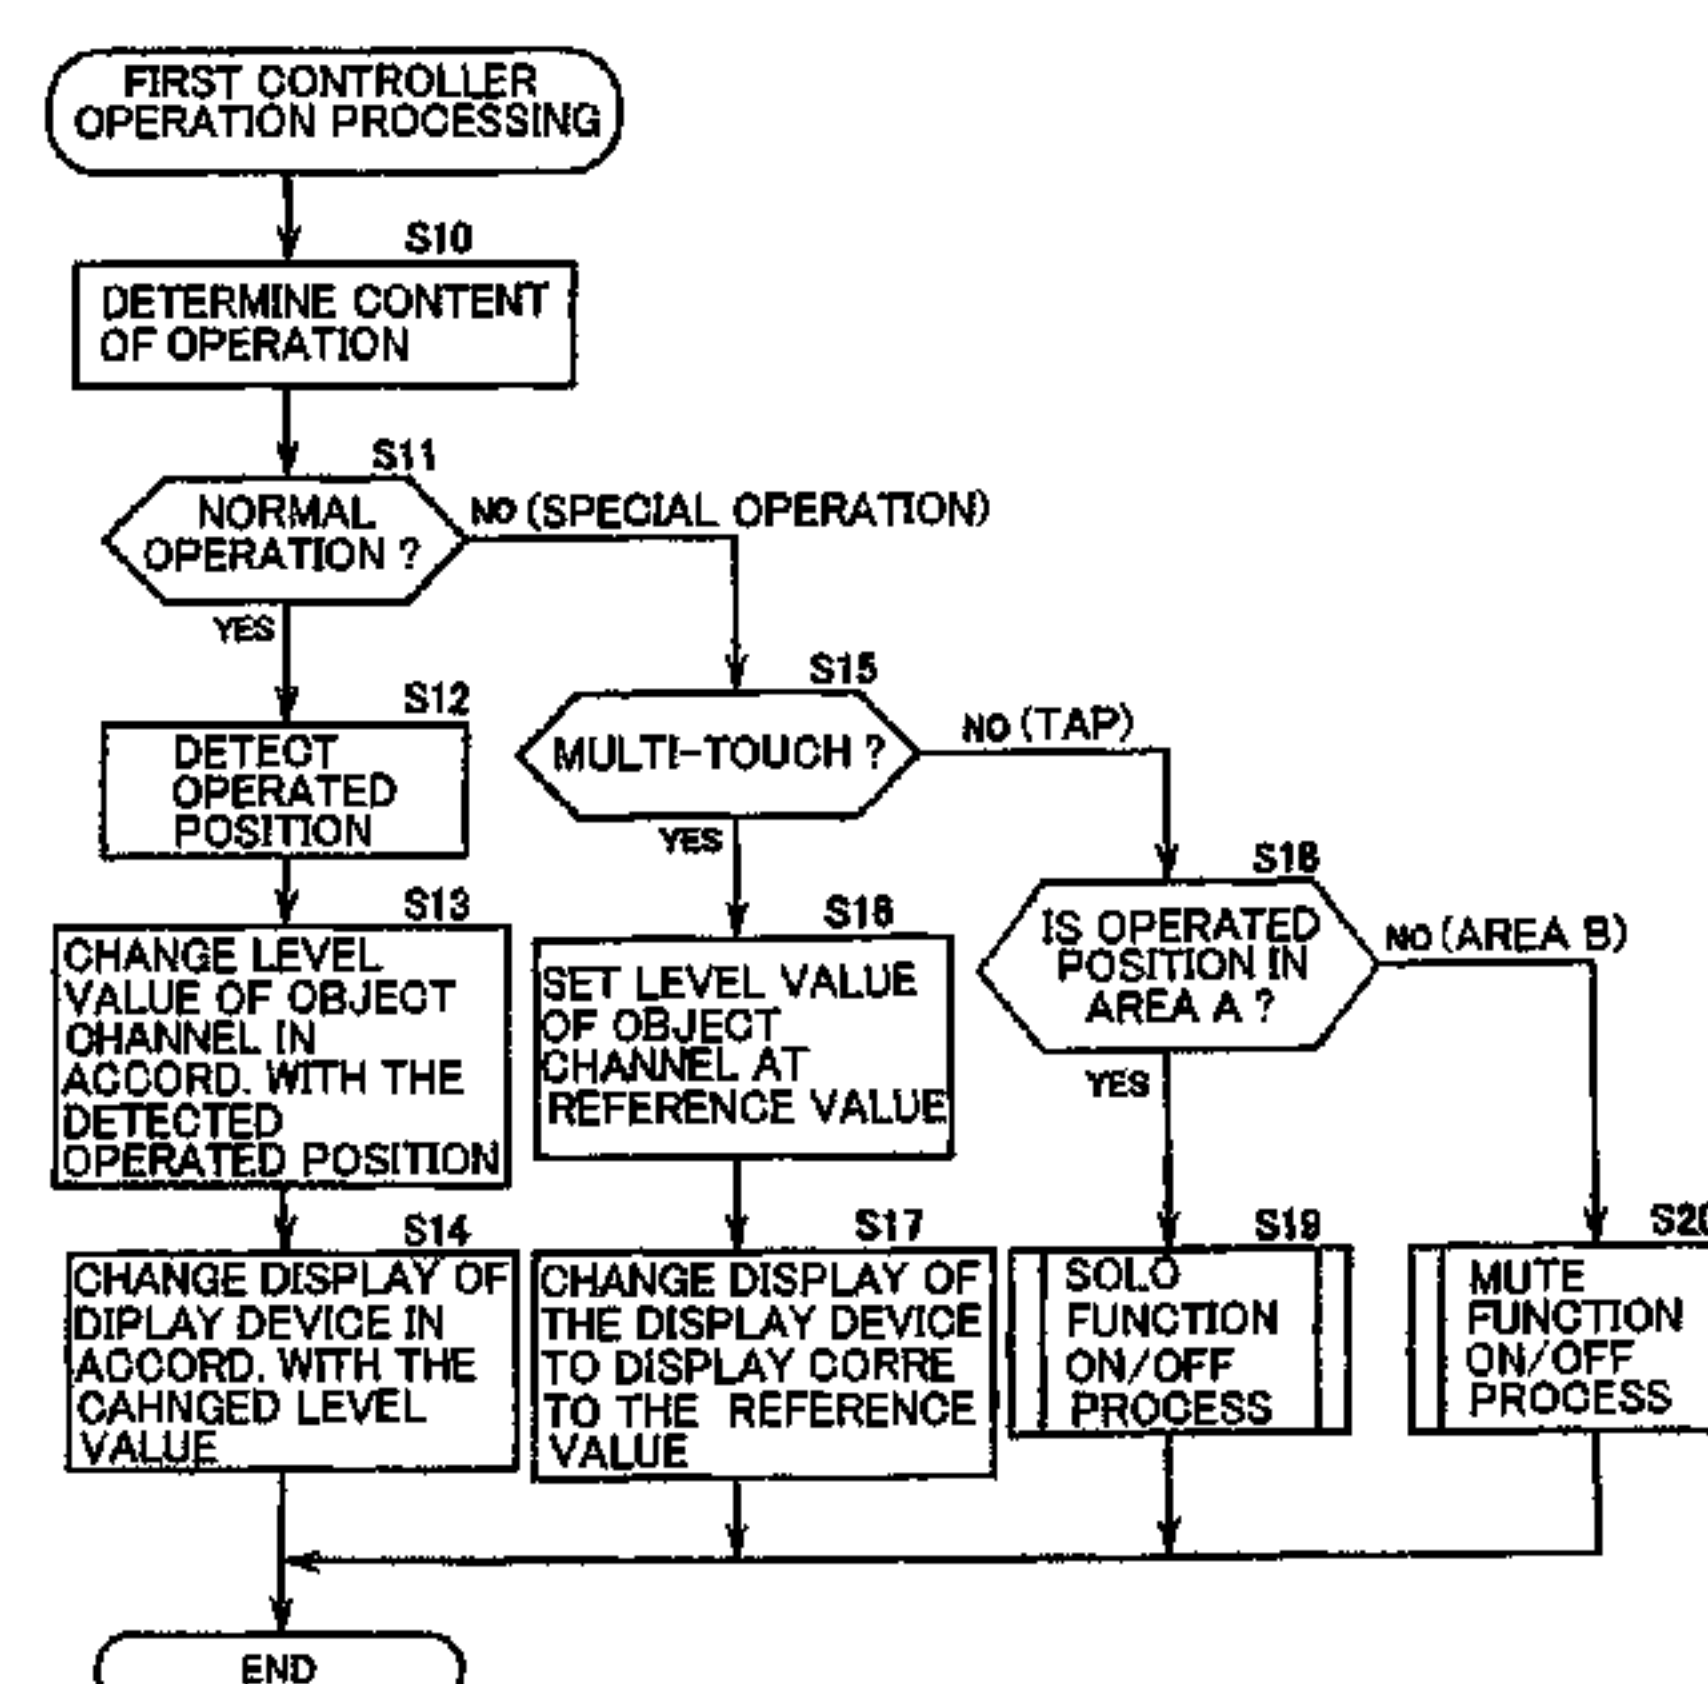 FIRST CONTROLLER
OPERATION PROCESSING
S10
DETERMINE CONTENT
OF OPERATION
S11
NORMAL
OPERATION ?
NO (SPECIAL OPERATION)
YES
S12
DETECT
OPERATED
POSITION
S13
CHANGE LEVEL
VALUE OF OBJECT
CHANNEL IN
ACCORD. WITH THE
DETECTED
OPERATED POSITION
S14
CHANGE DISPLAY OF
DIPLAY DEVICE IN
ACCORD. WITH THE
CAHNGED LEVEL
VALUE
S15
MULTI-TOUCH ?
NO (TAP)
YES
S16
SET LEVEL VALUE
OF OBJECT
CHANNEL AT
REFERENCE VALUE
S17
CHANGE DISPLAY OF
THE DISPLAY DEVICE
TO DISPLAY CORRE
TO THE REFERENCE
VALUE
S18
IS OPERATED
POSITION IN
AREA A ?
NO (AREA B)
YES
S19
SOLO
FUNCTION
ON/OFF
PROCESS
S20
MUTE
FUNCTION
ON/OFF
PROCESS
END